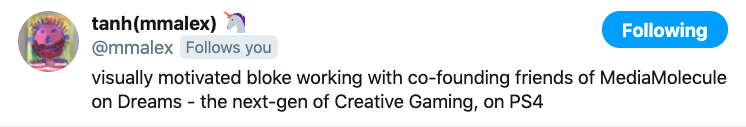 tanh(mmalex) 🦄
@mmalex Follows you
Following
visually motivated bloke working with co-founding friends of MediaMolecule
on Dreams - the next-gen of Creative Gaming, on PS4